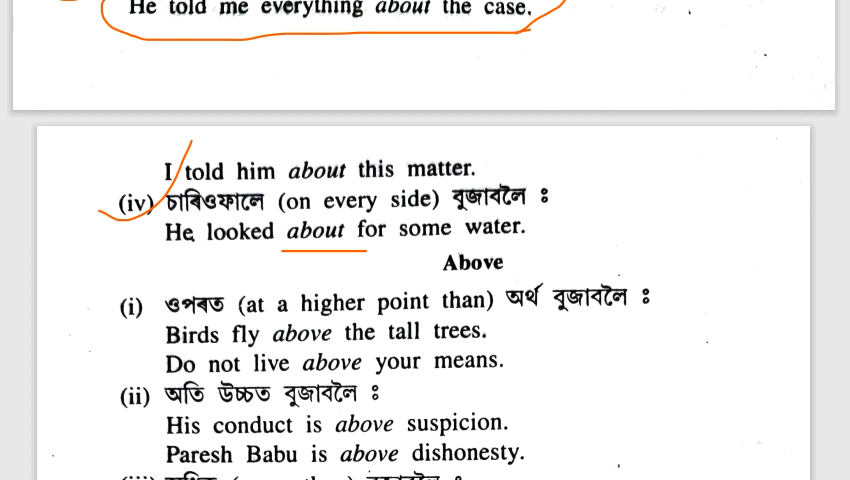 He told me everything about the case.
I told him about this matter.
(iv) চাৰিওফালে (on every side) বুজাবলৈ ঃ
He looked about for some water.
Above
(i) ওপৰত (at a higher point than) অৰ্থ বুজাবলৈ ঃ
Birds fly above the tall trees.
Do not live above your means.
(ii) অতি উচ্চত বুজাবলৈ ঃ
His conduct is above suspicion.
Paresh Babu is above dishonesty.